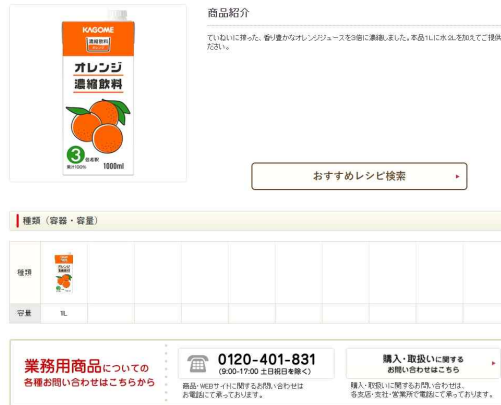 商品紹介
KAGOME
濃縮飲料
オレンジ
濃縮飲料
3倍希釈
果汁100%
1000ml
ていねいに搾った、香り豊かなオレンジジュースを3倍に濃縮しました。本品1Lに水2Lを加えてご提供
ださい。
おすすめレシピ検索
種類(容器・容量)
種類
KAGOME
オレンジ
濃縮飲料
容量
1L
業務用商品についての
各種お問い合わせはこちらから
0120-401-831
(9:00-17:00 土日祝日を除く)
商品・WEBサイトに関するお問い合わせは
お電話にて承っております。
購入・取扱いに関する
お問い合わせはこちら
購入・取扱いに関するお問い合わせは、
各支店・支社・営業所で電話にて承っております。